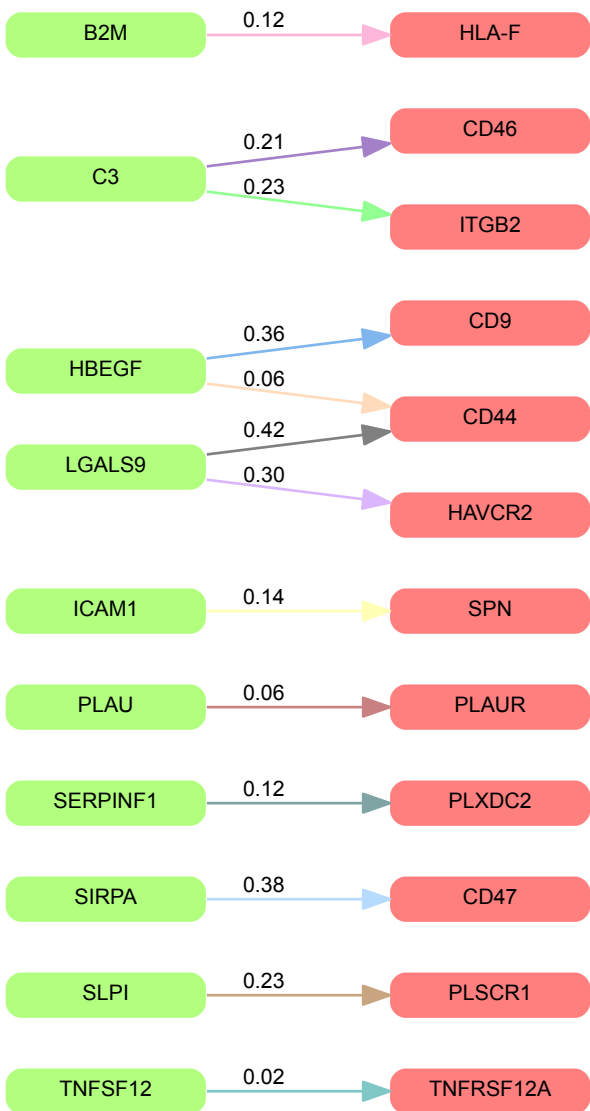 B2M 0.12 HLA-F
0.21 CD46
C3
0.23 ITGB2
0.36 CD9
HBEGF
0.06 CD44
LGALS9 0.42
0.30 HAVCR2
ICAM1 0.14 SPN
PLAU 0.06 PLAUR
SERPINF1 0.12 PLXDC2
SIRPA 0.38 CD47
SLPI 0.23 PLSCR1
TNFSF12 0.02 TNFRSF12A